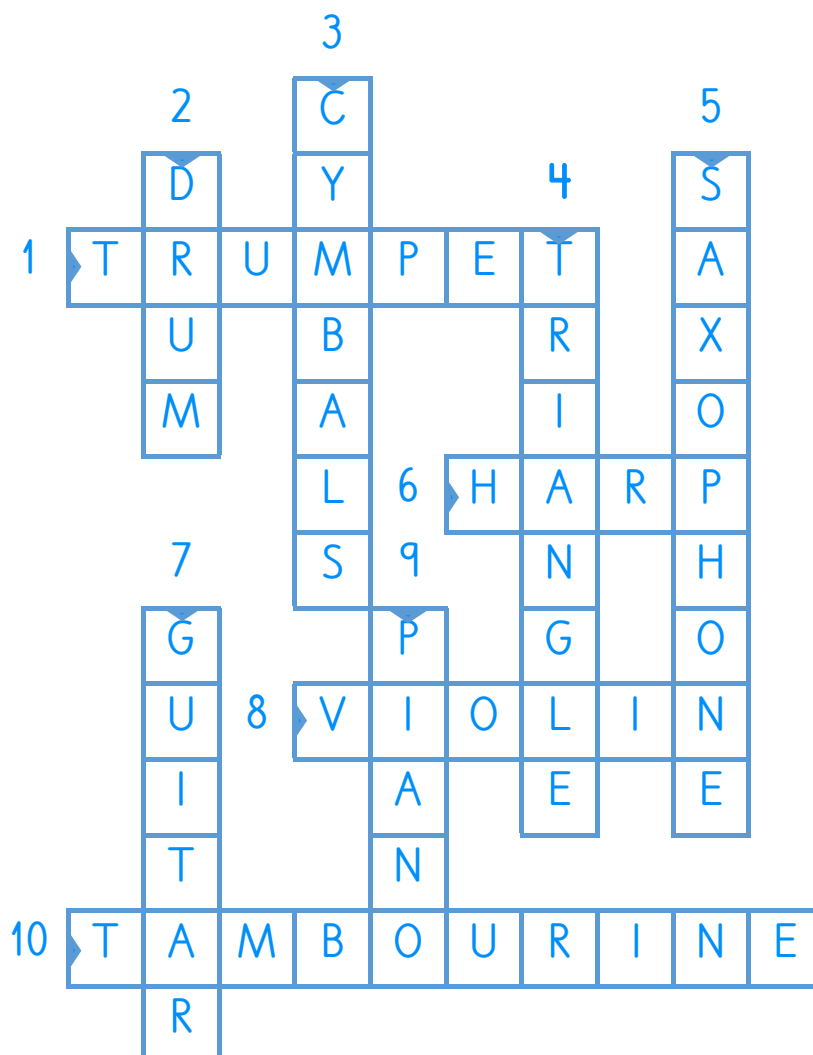 3
2 C 5
D Y 4 S
1 T R U M P E T A
U B R X
M A I O
L 6 H A R P
7 S 9 N H
G P G O
U 8 V I O L I N
I A E E
T N
10 T A M B O U R I N E
R